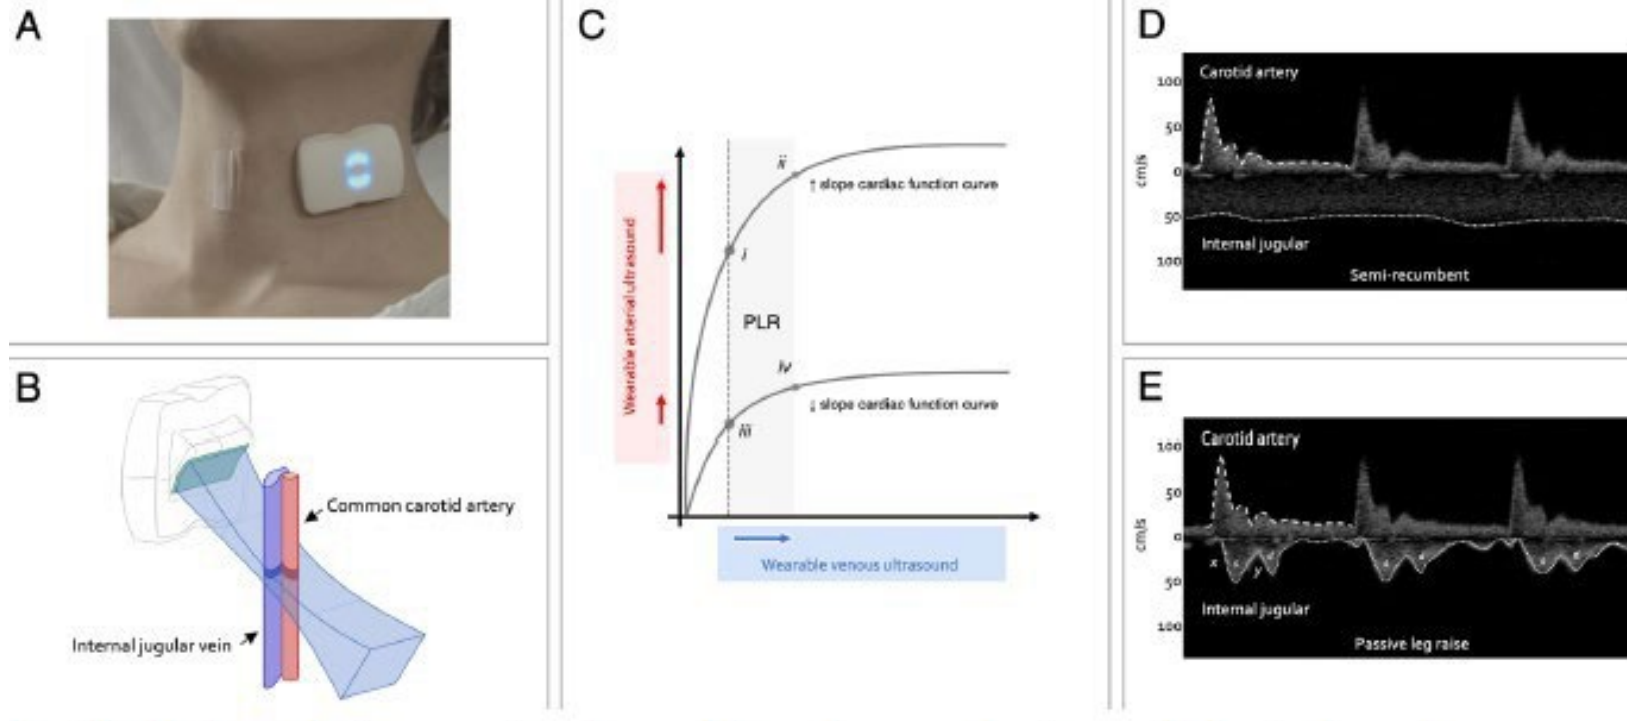 A
B
Common carotid artery
Internal jugular vein
C
Wearable arterial ultrasound
ii
↑ slope cardiac function curve
i
PLR
iv
↓ slope cardiac function curve
iii
Wearable venous ultrasound
D
Carotid artery
100
50
0
50
100
cm/s
Internal jugular
Semi-recumbent
E
Carotid artery
100
50
0
50
100
cm/s
x
y
Internal jugular
Passive leg raise